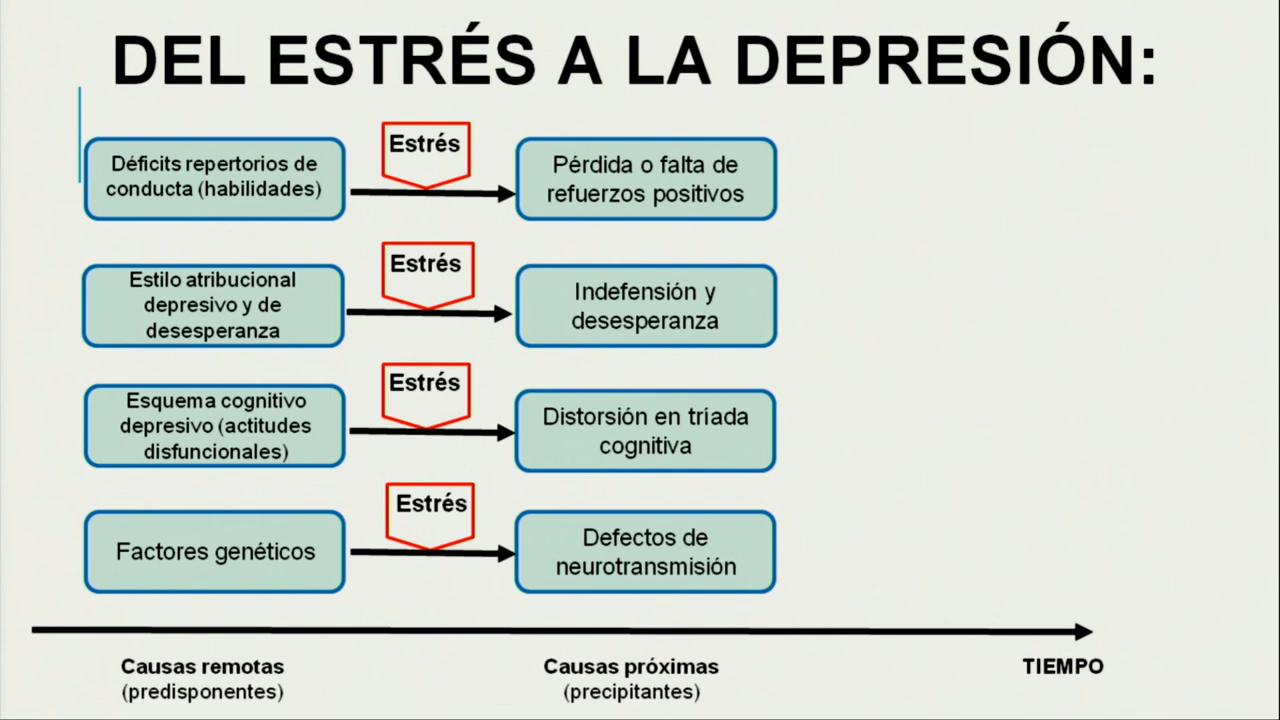 DEL ESTRÉS A LA DEPRESIÓN:
Déficits repertorios de
conducta (habilidades)
Estrés
Pérdida o falta de
refuerzos positivos
Estilo atribucional
depresivo y de
desesperanza
Estrés
Indefensión y
desesperanza
Esquema cognitivo
depresivo (actitudes
disfuncionales)
Estrés
Distorsión en tríada
cognitiva
Factores genéticos
Estrés
Defectos de
neurotransmisión
Causas remotas
(predisponentes)
Causas próximas
(precipitantes)
TIEMPO